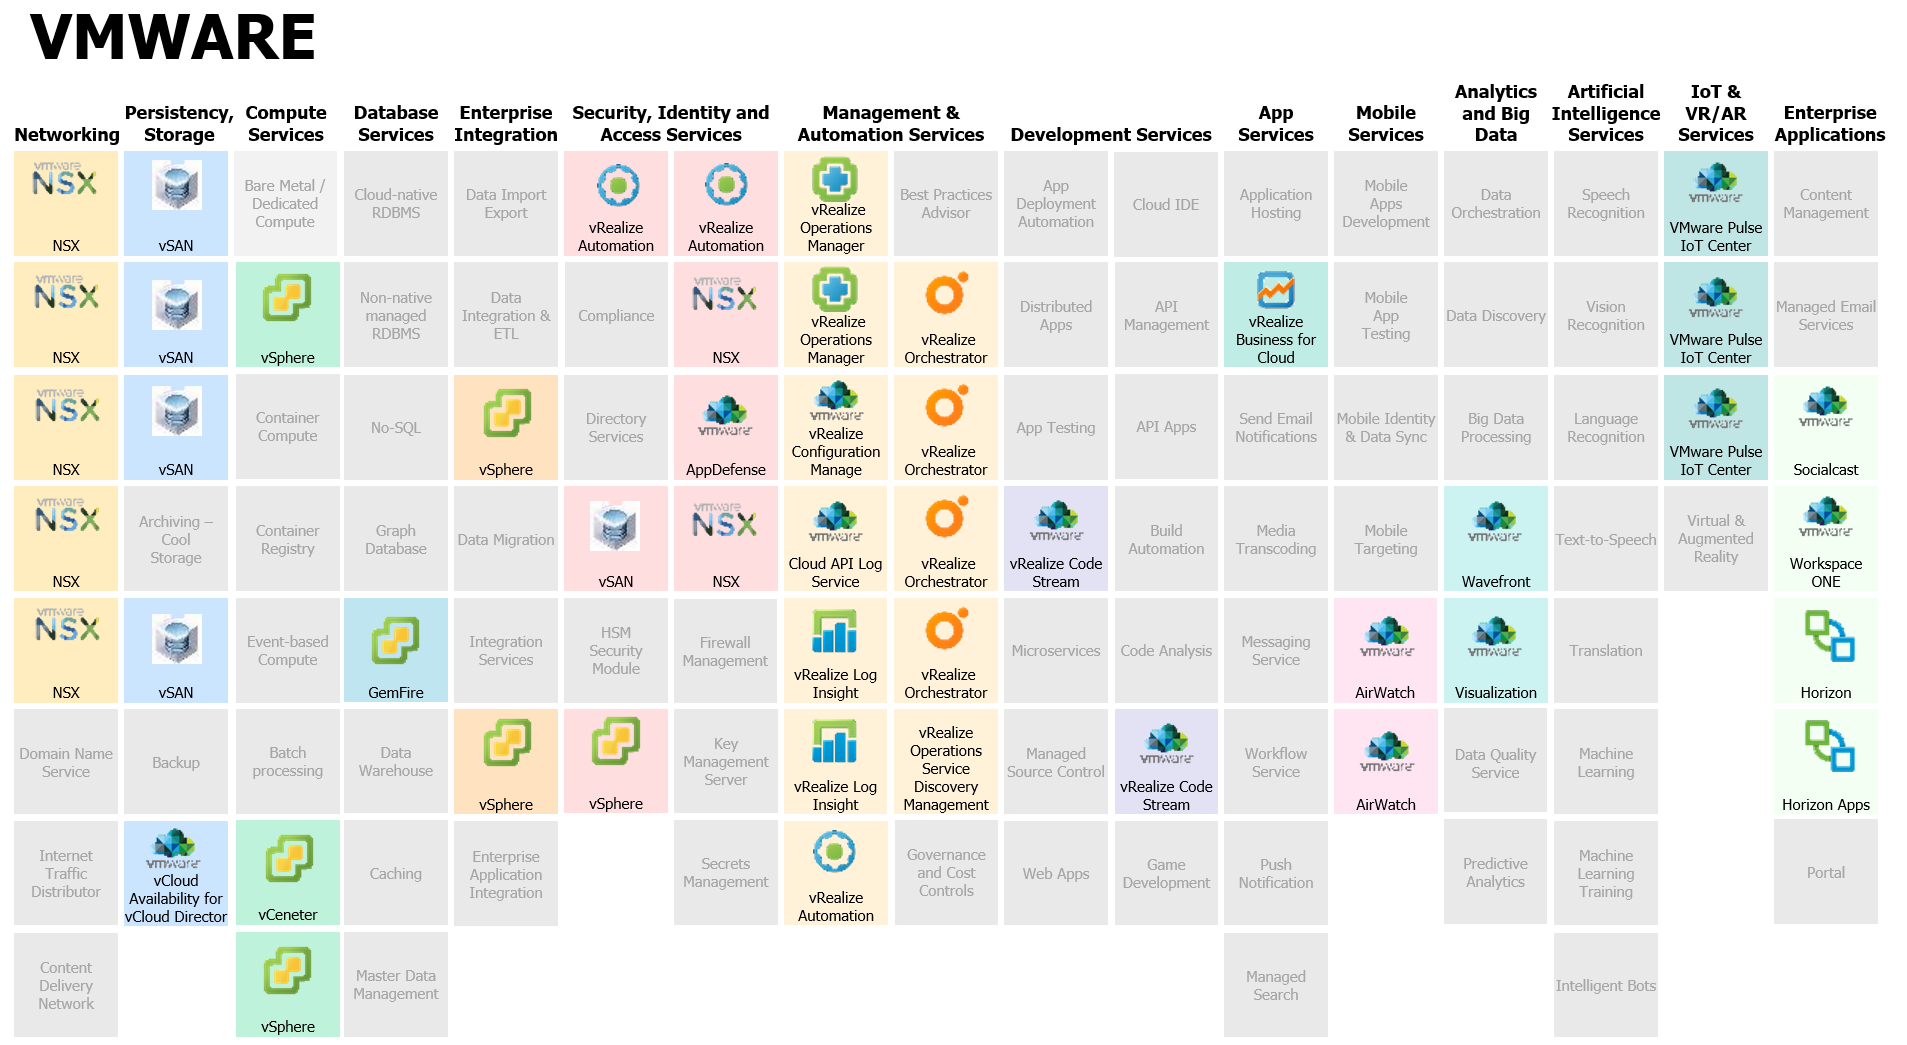 VMWARE
Networking
Persistency,
Storage
Compute
Services
Database
Services
Enterprise
Integration
Security, Identity and
Access Services
Management &
Automation Services
Development Services
App
Services
Mobile
Services
Analytics
and Big
Data
Artificial
Intelligence
Services
IoT &
VR/AR
Services
Enterprise
Applications
vmware
NSX
NSX
vSAN
Bare Metal /
Dedicated
Compute
Cloud-native
RDBMS
Data Import
Export
vRealize
Automation
vRealize
Automation
vRealize
Operations
Manager
Best Practices
Advisor
App
Deployment
Automation
Cloud IDE
Application
Hosting
Mobile
Apps
Development
Data
Orchestration
Speech
Recognition
vmware
VMware Pulse
IoT Center
Content
Management
vmware
NSX
NSX
vSAN
vSphere
Non-native
managed
RDBMS
Data
Integration &
ETL
Compliance
vmware
NSX
NSX
vRealize
Operations
Manager
vRealize
Orchestrator
Distributed
Apps
API
Management
vRealize
Business for
Cloud
Mobile
App
Testing
Data Discovery
Vision
Recognition
vmware
VMware Pulse
IoT Center
Managed Email
Services
vmware
NSX
NSX
vSAN
Container
Compute
No-SQL
vSphere
Directory
Services
vmware
AppDefense
vmware
vRealize
Configuration
Manage
vRealize
Orchestrator
App Testing
API Apps
Send Email
Notifications
Mobile Identity
& Data Sync
Big Data
Processing
Language
Recognition
vmware
VMware Pulse
IoT Center
vmware
Socialcast
vmware
NSX
NSX
Archiving –
Cool
Storage
Container
Registry
Graph
Database
Data Migration
vSAN
vmware
NSX
NSX
vmware
Cloud API Log
Service
vRealize
Orchestrator
vmware
vRealize Code
Stream
Build
Automation
Media
Transcoding
Mobile
Targeting
vmware
Wavefront
Text-to-Speech
Virtual &
Augmented
Reality
vmware
Workspace
ONE
vmware
NSX
NSX
vSAN
Event-based
Compute
GemFire
Integration
Services
HSM
Security
Module
Firewall
Management
vRealize Log
Insight
vRealize
Orchestrator
Microservices
Code Analysis
Messaging
Service
vmware
AirWatch
vmware
Visualization
Translation
Horizon
Domain Name
Service
Backup
Batch
processing
Data
Warehouse
vSphere
vSphere
Key
Management
Server
vRealize Log
Insight
vRealize
Operations
Service
Discovery
Management
Managed
Source Control
vmware
vRealize Code
Stream
Workflow
Service
vmware
AirWatch
Data Quality
Service
Machine
Learning
Horizon Apps
Internet
Traffic
Distributor
vmware
vCloud
Availability for
vCloud Director
vCeneter
Caching
Enterprise
Application
Integration
Secrets
Management
vRealize
Automation
Governance
and Cost
Controls
Web Apps
Game
Development
Push
Notification
Predictive
Analytics
Machine
Learning
Training
Portal
Content
Delivery
Network
vSphere
Master Data
Management
Managed
Search
Intelligent Bots